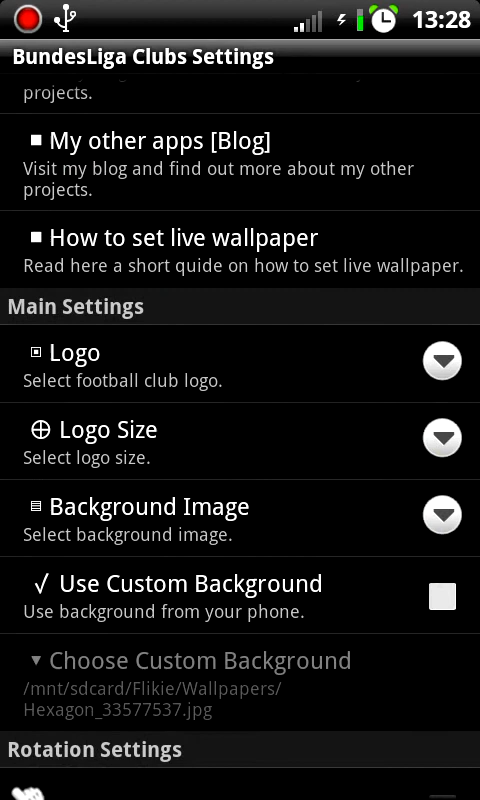 13:28
BundesLiga Clubs Settings
projects.
My other apps [Blog]
Visit my blog and find out more about my other
projects.
How to set live wallpaper
Read here a short quide on how to set live wallpaper.
Main Settings
Logo
Select football club logo.
Logo Size
Select logo size.
Background Image
Select background image.
√ Use Custom Background
Use background from your phone.
Choose Custom Background
/mnt/sdcard/Flikie/Wallpapers/
Hexagon_33577537.jpg
Rotation Settings